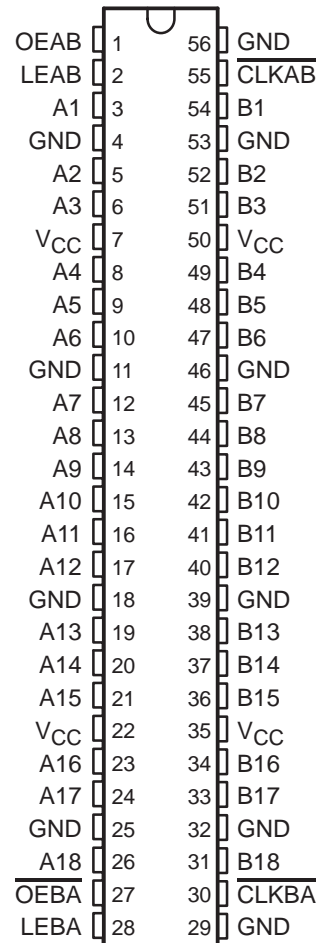 OEAB 1 56 GND
LEAB 2 55 CLKAB
A1 3 54 B1
GND 4 53 GND
A2 5 52 B2
A3 6 51 B3
VCC 7 50 VCC
A4 8 49 B4
A5 9 48 B5
A6 10 47 B6
GND 11 46 GND
A7 12 45 B7
A8 13 44 B8
A9 14 43 B9
A10 15 42 B10
A11 16 41 B11
A12 17 40 B12
GND 18 39 GND
A13 19 38 B13
A14 20 37 B14
A15 21 36 B15
VCC 22 35 VCC
A16 23 34 B16
A17 24 33 B17
GND 25 32 GND
A18 26 31 B18
OEBA 27 30 CLKBA
LEBA 28 29 GND